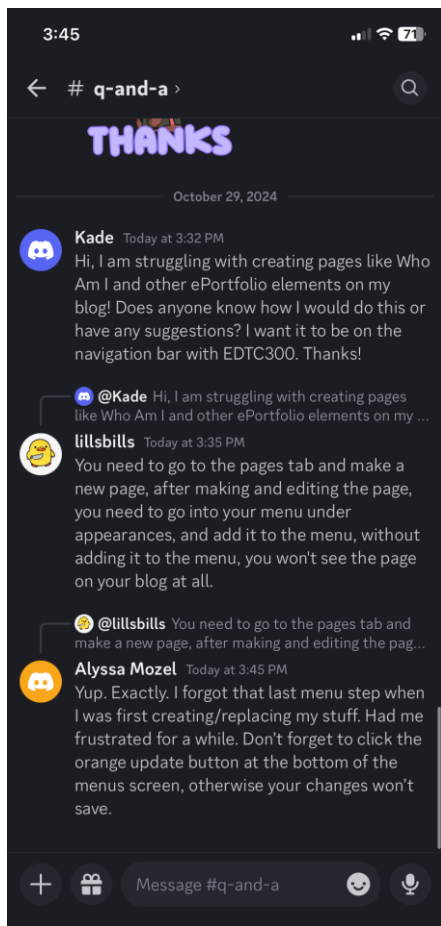 3:45
71
# q-and-a >
THANKS
October 29, 2024
Kade Today at 3:32 PM
Hi, I am struggling with creating pages like Who
Am I and other ePortfolio elements on my
blog! Does anyone know how I would do this or
have any suggestions? I want it to be on the
navigation bar with EDTC300. Thanks!
@Kade Hi, I am struggling with creating pages
like Who Am I and other ePortfolio elements on my ...
lillsbills Today at 3:35 PM
You need to go to the pages tab and make a
new page, after making and editing the page,
you need to go into your menu under
appearances, and add it to the menu, without
adding it to the menu, you won't see the page
on your blog at all.
@lillsbills You need to go to the pages tab and
make a new page, after making and editing the pag...
Alyssa Mozel Today at 3:45 PM
Yup. Exactly. I forgot that last menu step when
I was first creating/replacing my stuff. Had me
frustrated for a while. Don't forget to click the
orange update button at the bottom of the
menus screen, otherwise your changes won't
save.
Message #q-and-a